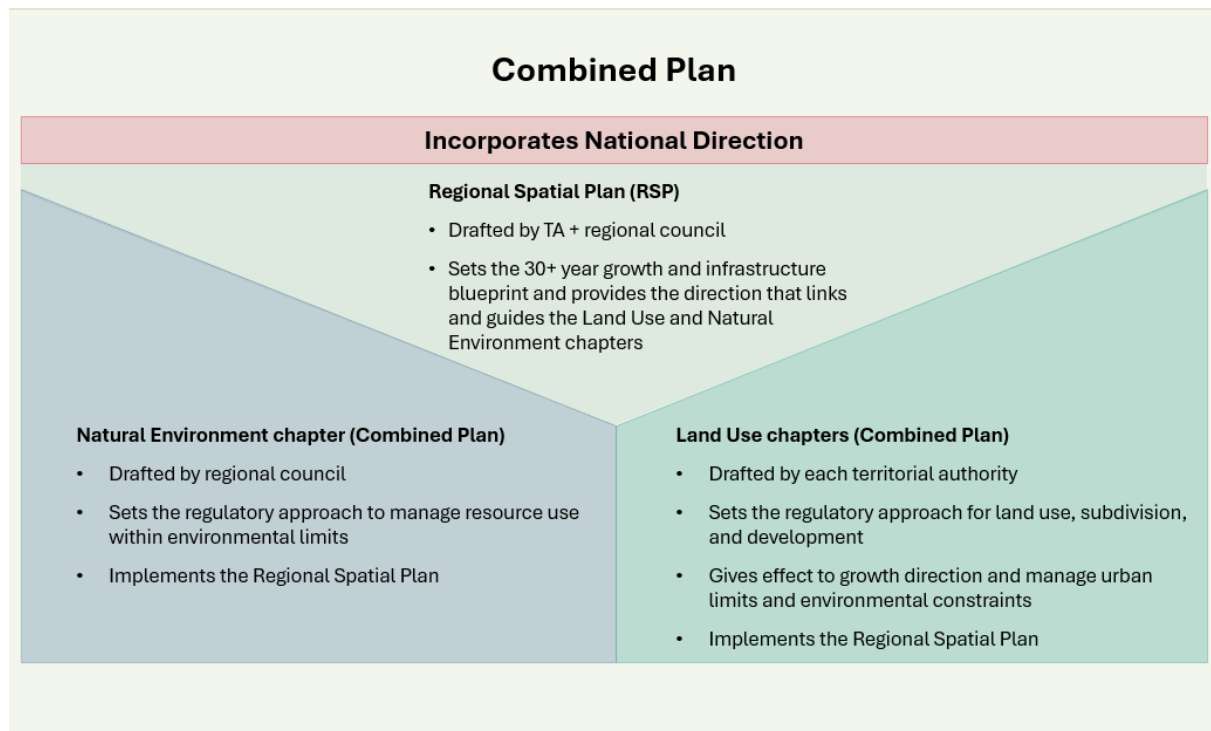 Combined Plan
Incorporates National Direction
Regional Spatial Plan (RSP)
• Drafted by TA + regional council
• Sets the 30+ year growth and infrastructure
blueprint and provides the direction that links
and guides the Land Use and Natural
Environment chapters
Natural Environment chapter (Combined Plan)
• Drafted by regional council
• Sets the regulatory approach to manage resource use
within environmental limits
• Implements the Regional Spatial Plan
Land Use chapters (Combined Plan)
• Drafted by each territorial authority
• Sets the regulatory approach for land use, subdivision,
and development
• Gives effect to growth direction and manage urban
limits and environmental constraints
• Implements the Regional Spatial Plan